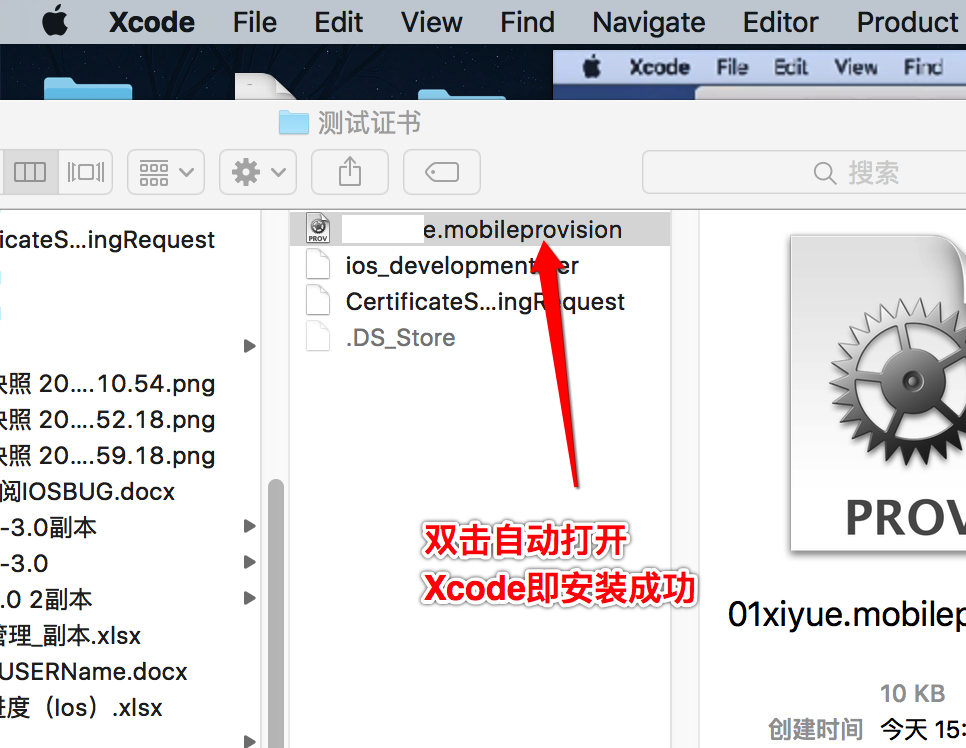 Xcode File Edit View Find Navigate Editor Product
Xcode File Edit View Find
测试证书
搜索
icateS...ingRequest
PROV
e.mobileprovision
ios_development
er
CertificateS...ingRequest
.DS_Store
快照 20....10.54.png
快照 20....52.18.png
快照 20....59.18.png
阅IOSBUG.docx
-3.0副本
-3.0
.0 2副本
管理_副本.xlsx
USERName.docx
进度（Ios）.xlsx
双击自动打开
Xcode即安装成功
PROV
01xiyue.mobilep
10 KB
创建时间 今天 15: